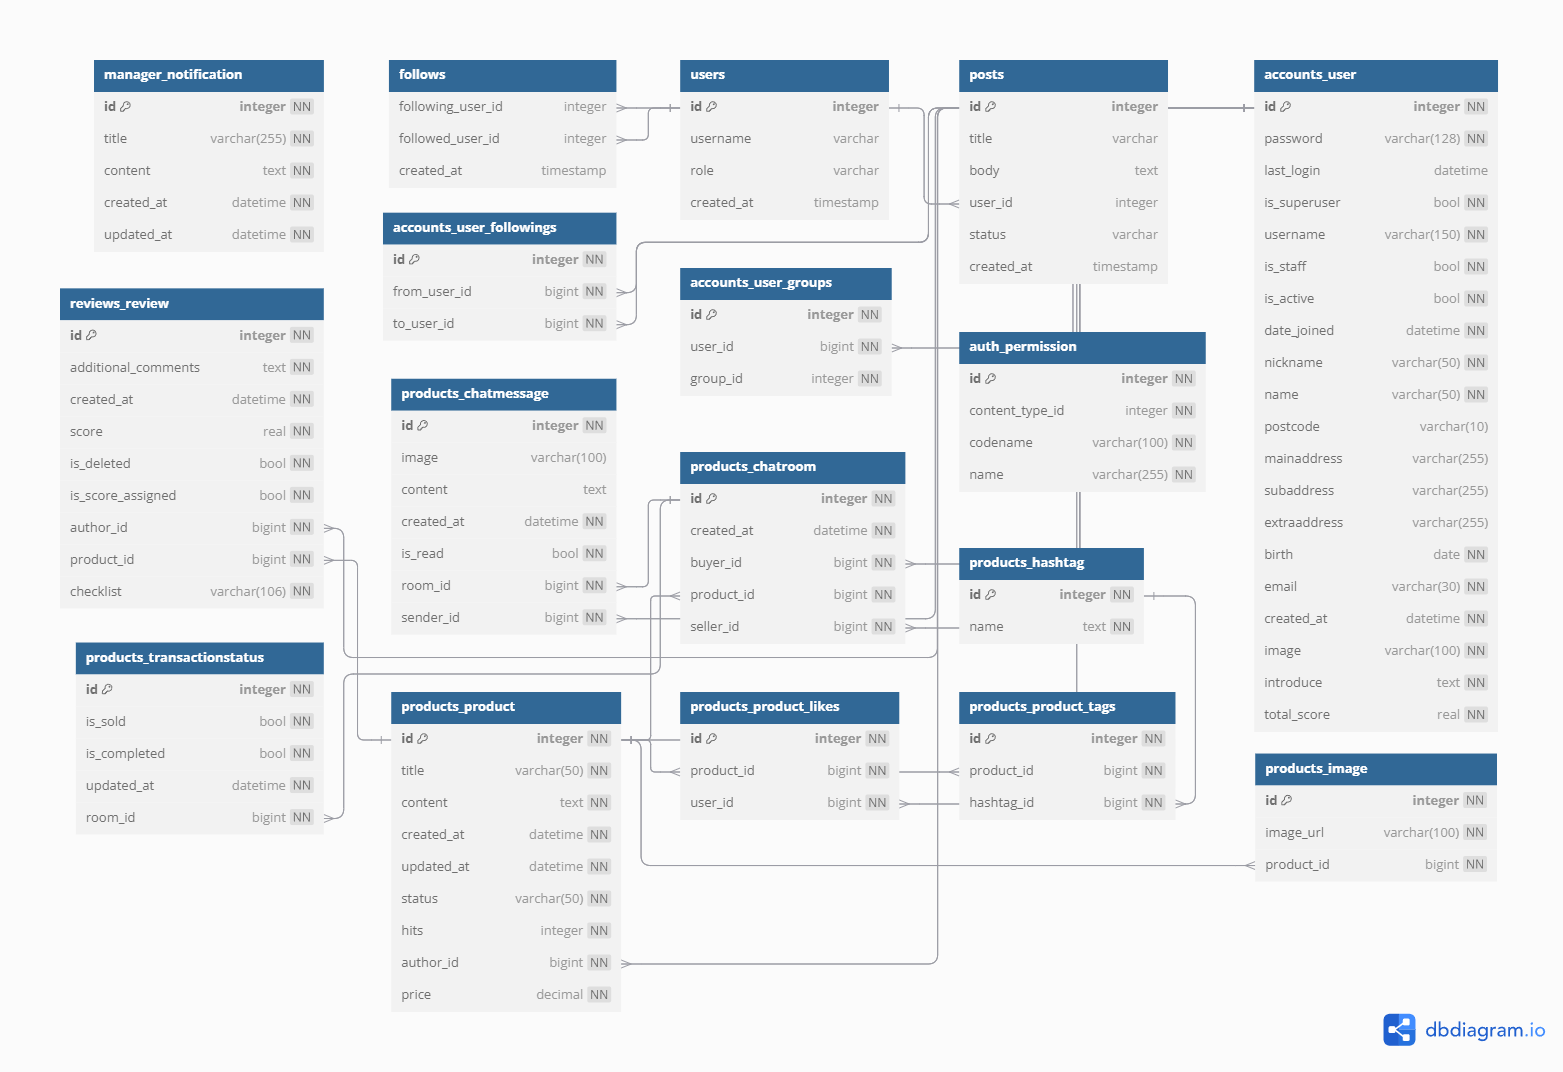 manager_notification
id integer NN
title varchar(255) NN
content text NN
created_at datetime NN
updated_at datetime NN
follows
following_user_id integer
followed_user_id integer
created_at timestamp
users
id integer
username varchar
role varchar
created_at timestamp
posts
id integer
title varchar
body text
user_id integer
status varchar
created_at timestamp
accounts_user
id integer NN
password varchar(128) NN
last_login datetime
is_superuser bool NN
username varchar(150) NN
is_staff bool NN
is_active bool NN
date_joined datetime NN
nickname varchar(50) NN
name varchar(50) NN
postcode varchar(10)
mainaddress varchar(255)
subaddress varchar(255)
extraaddress varchar(255)
birth date NN
email varchar(30) NN
created_at datetime NN
image varchar(100) NN
introduce text NN
total_score real NN
accounts_user_followings
id integer NN
from_user_id bigint NN
to_user_id bigint NN
accounts_user_groups
id integer NN
user_id bigint NN
group_id integer NN
reviews_review
id integer NN
additional_comments text NN
created_at datetime NN
score real NN
is_deleted bool NN
is_score_assigned bool NN
author_id bigint NN
product_id bigint NN
checklist varchar(106) NN
auth_permission
id integer NN
content_type_id integer NN
codename varchar(100) NN
name varchar(255) NN
products_chatmessage
id integer NN
image varchar(100)
content text
created_at datetime NN
is_read bool NN
room_id bigint NN
sender_id bigint NN
products_chatroom
id integer NN
created_at datetime NN
buyer_id bigint NN
product_id bigint NN
seller_id bigint NN
products_hashtag
id integer NN
name text NN
products_transactionstatus
id integer NN
is_sold bool NN
is_completed bool NN
updated_at datetime NN
room_id bigint NN
products_product
id integer NN
title varchar(50) NN
content text NN
created_at datetime NN
updated_at datetime NN
status varchar(50) NN
hits integer NN
author_id bigint NN
price decimal NN
products_product_likes
id integer NN
product_id bigint NN
user_id bigint NN
products_product_tags
id integer NN
product_id bigint NN
hashtag_id bigint NN
products_image
id integer NN
image_url varchar(100) NN
product_id bigint NN
dbdiagram.io